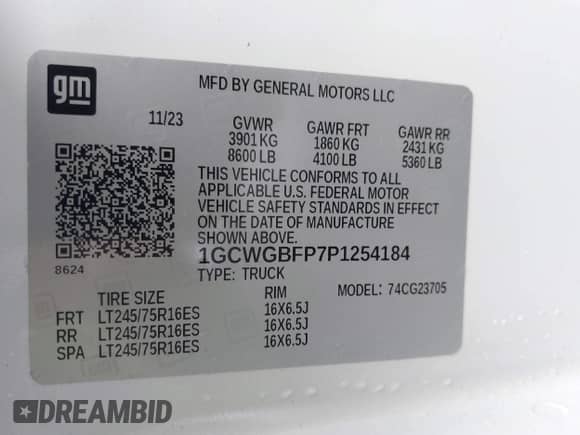 gm
MFD BY GENERAL MOTORS LLC
11/23 GVWR GAWR FRT GAWR RR
3901 KG 1860 KG 2431 KG
8600 LB 4100 LB 5360 LB
THIS VEHICLE CONFORMS TO ALL
APPLICABLE U.S. FEDERAL MOTOR
VEHICLE SAFETY STANDARDS IN EFFECT
ON THE DATE OF MANUFACTURE
SHOWN ABOVE.
8624
1GCWGBFP7P1254184
TYPE: TRUCK
MODEL: 74CG23705
TIRE SIZE RIM
FRT LT245/75R16ES 16X6.5J
RR LT245/75R16ES 16X6.5J
SPA LT245/75R16ES 16X6.5J
DREAMBID